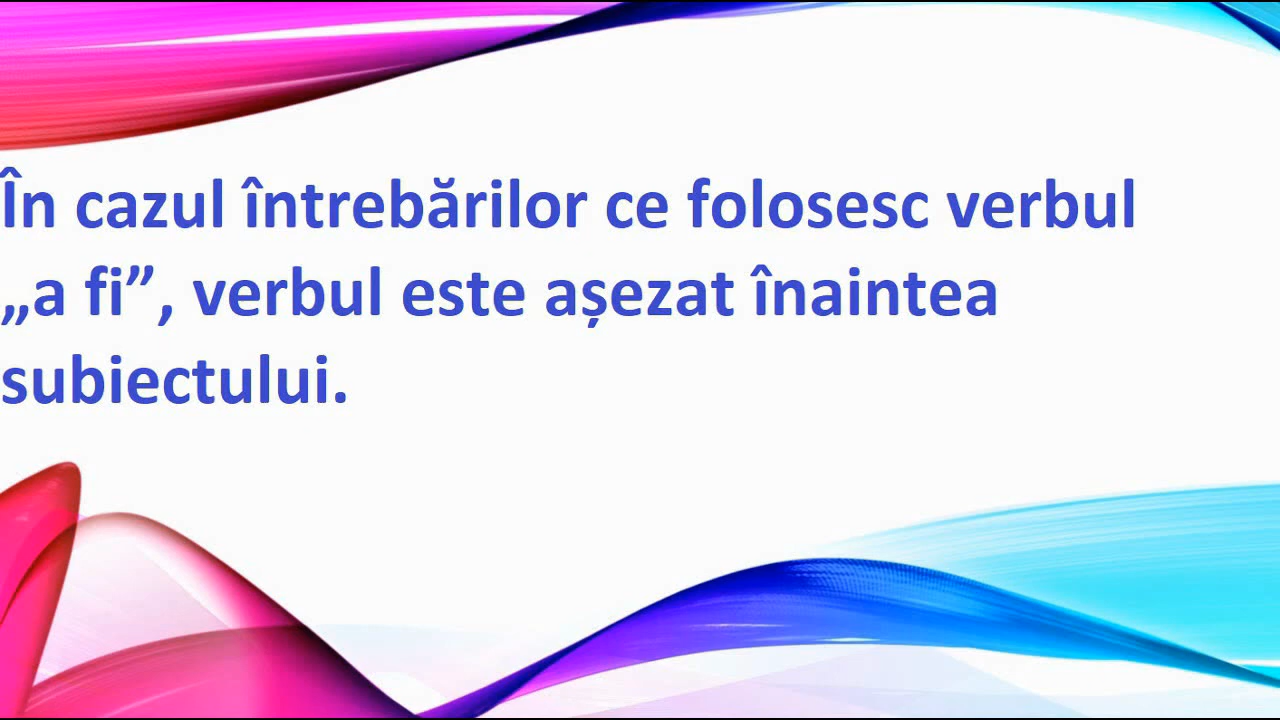 În cazul întrebărilor ce folosesc verbul
„a fi”, verbul este așezat înaintea
subiectului.